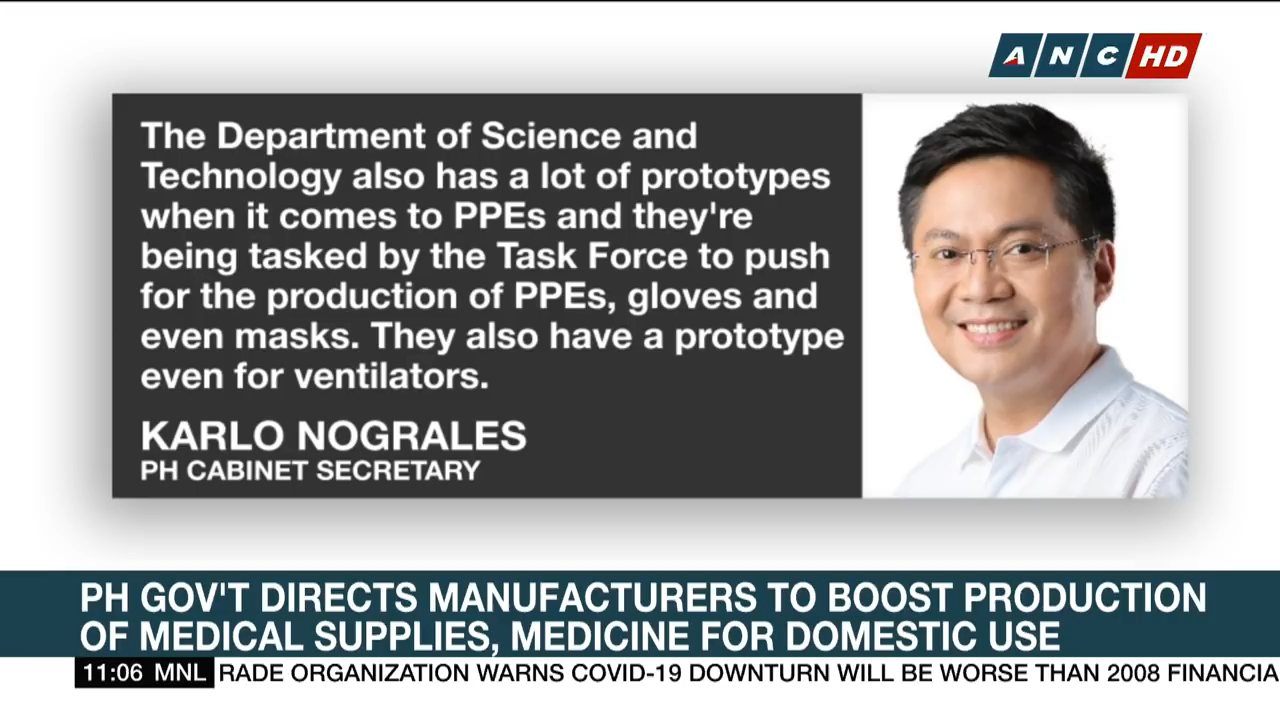 ANC HD
The Department of Science and
Technology also has a lot of prototypes
when it comes to PPEs and they're
being tasked by the Task Force to push
for the production of PPEs, gloves and
even masks. They also have a prototype
even for ventilators.
KARLO NOGRALES
PH CABINET SECRETARY
PH GOV'T DIRECTS MANUFACTURERS TO BOOST PRODUCTION
OF MEDICAL SUPPLIES, MEDICINE FOR DOMESTIC USE
11:06 MNL RADE ORGANIZATION WARNS COVID-19 DOWNTURN WILL BE WORSE THAN 2008 FINANCIA